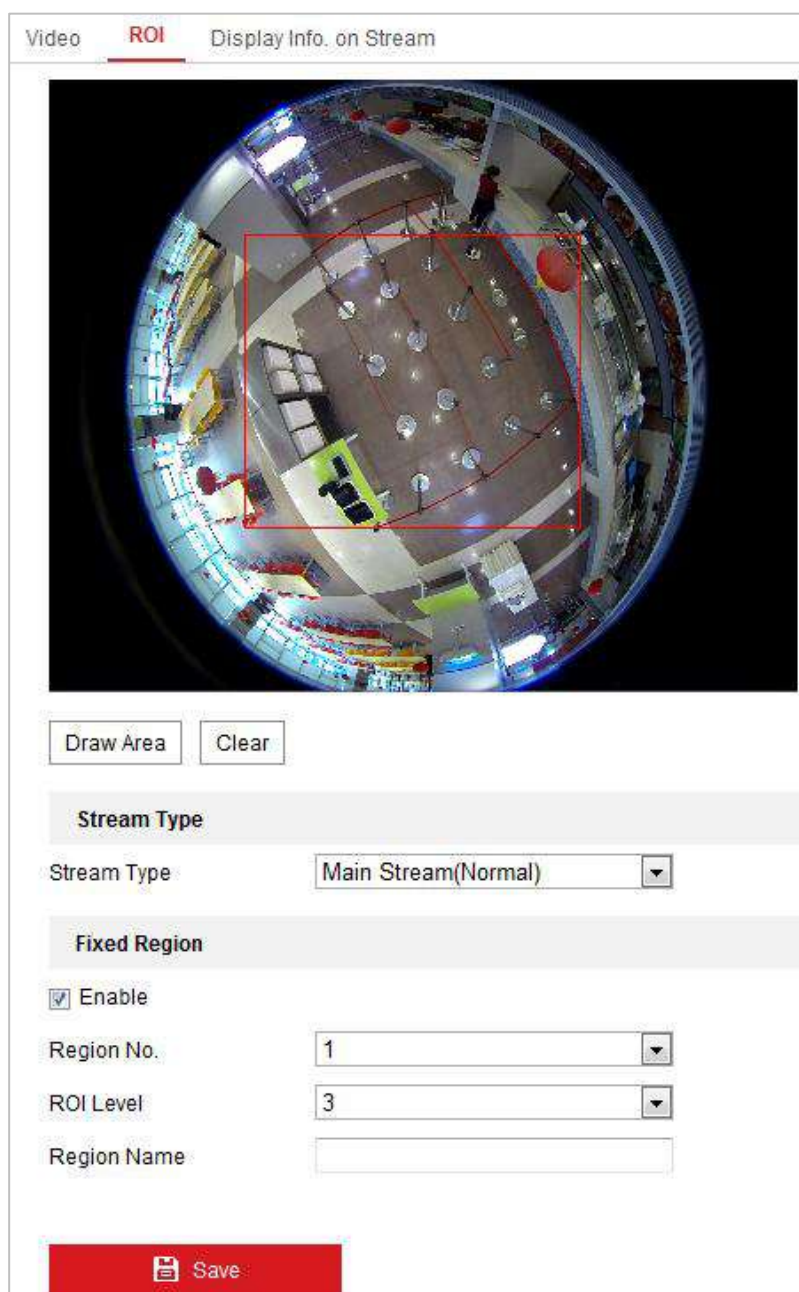 Video ROI Display Info. on Stream
Draw Area Clear
Stream Type
Stream Type Main Stream(Normal)
Fixed Region
Enable
Region No. 1
ROI Level 3
Region Name
Save